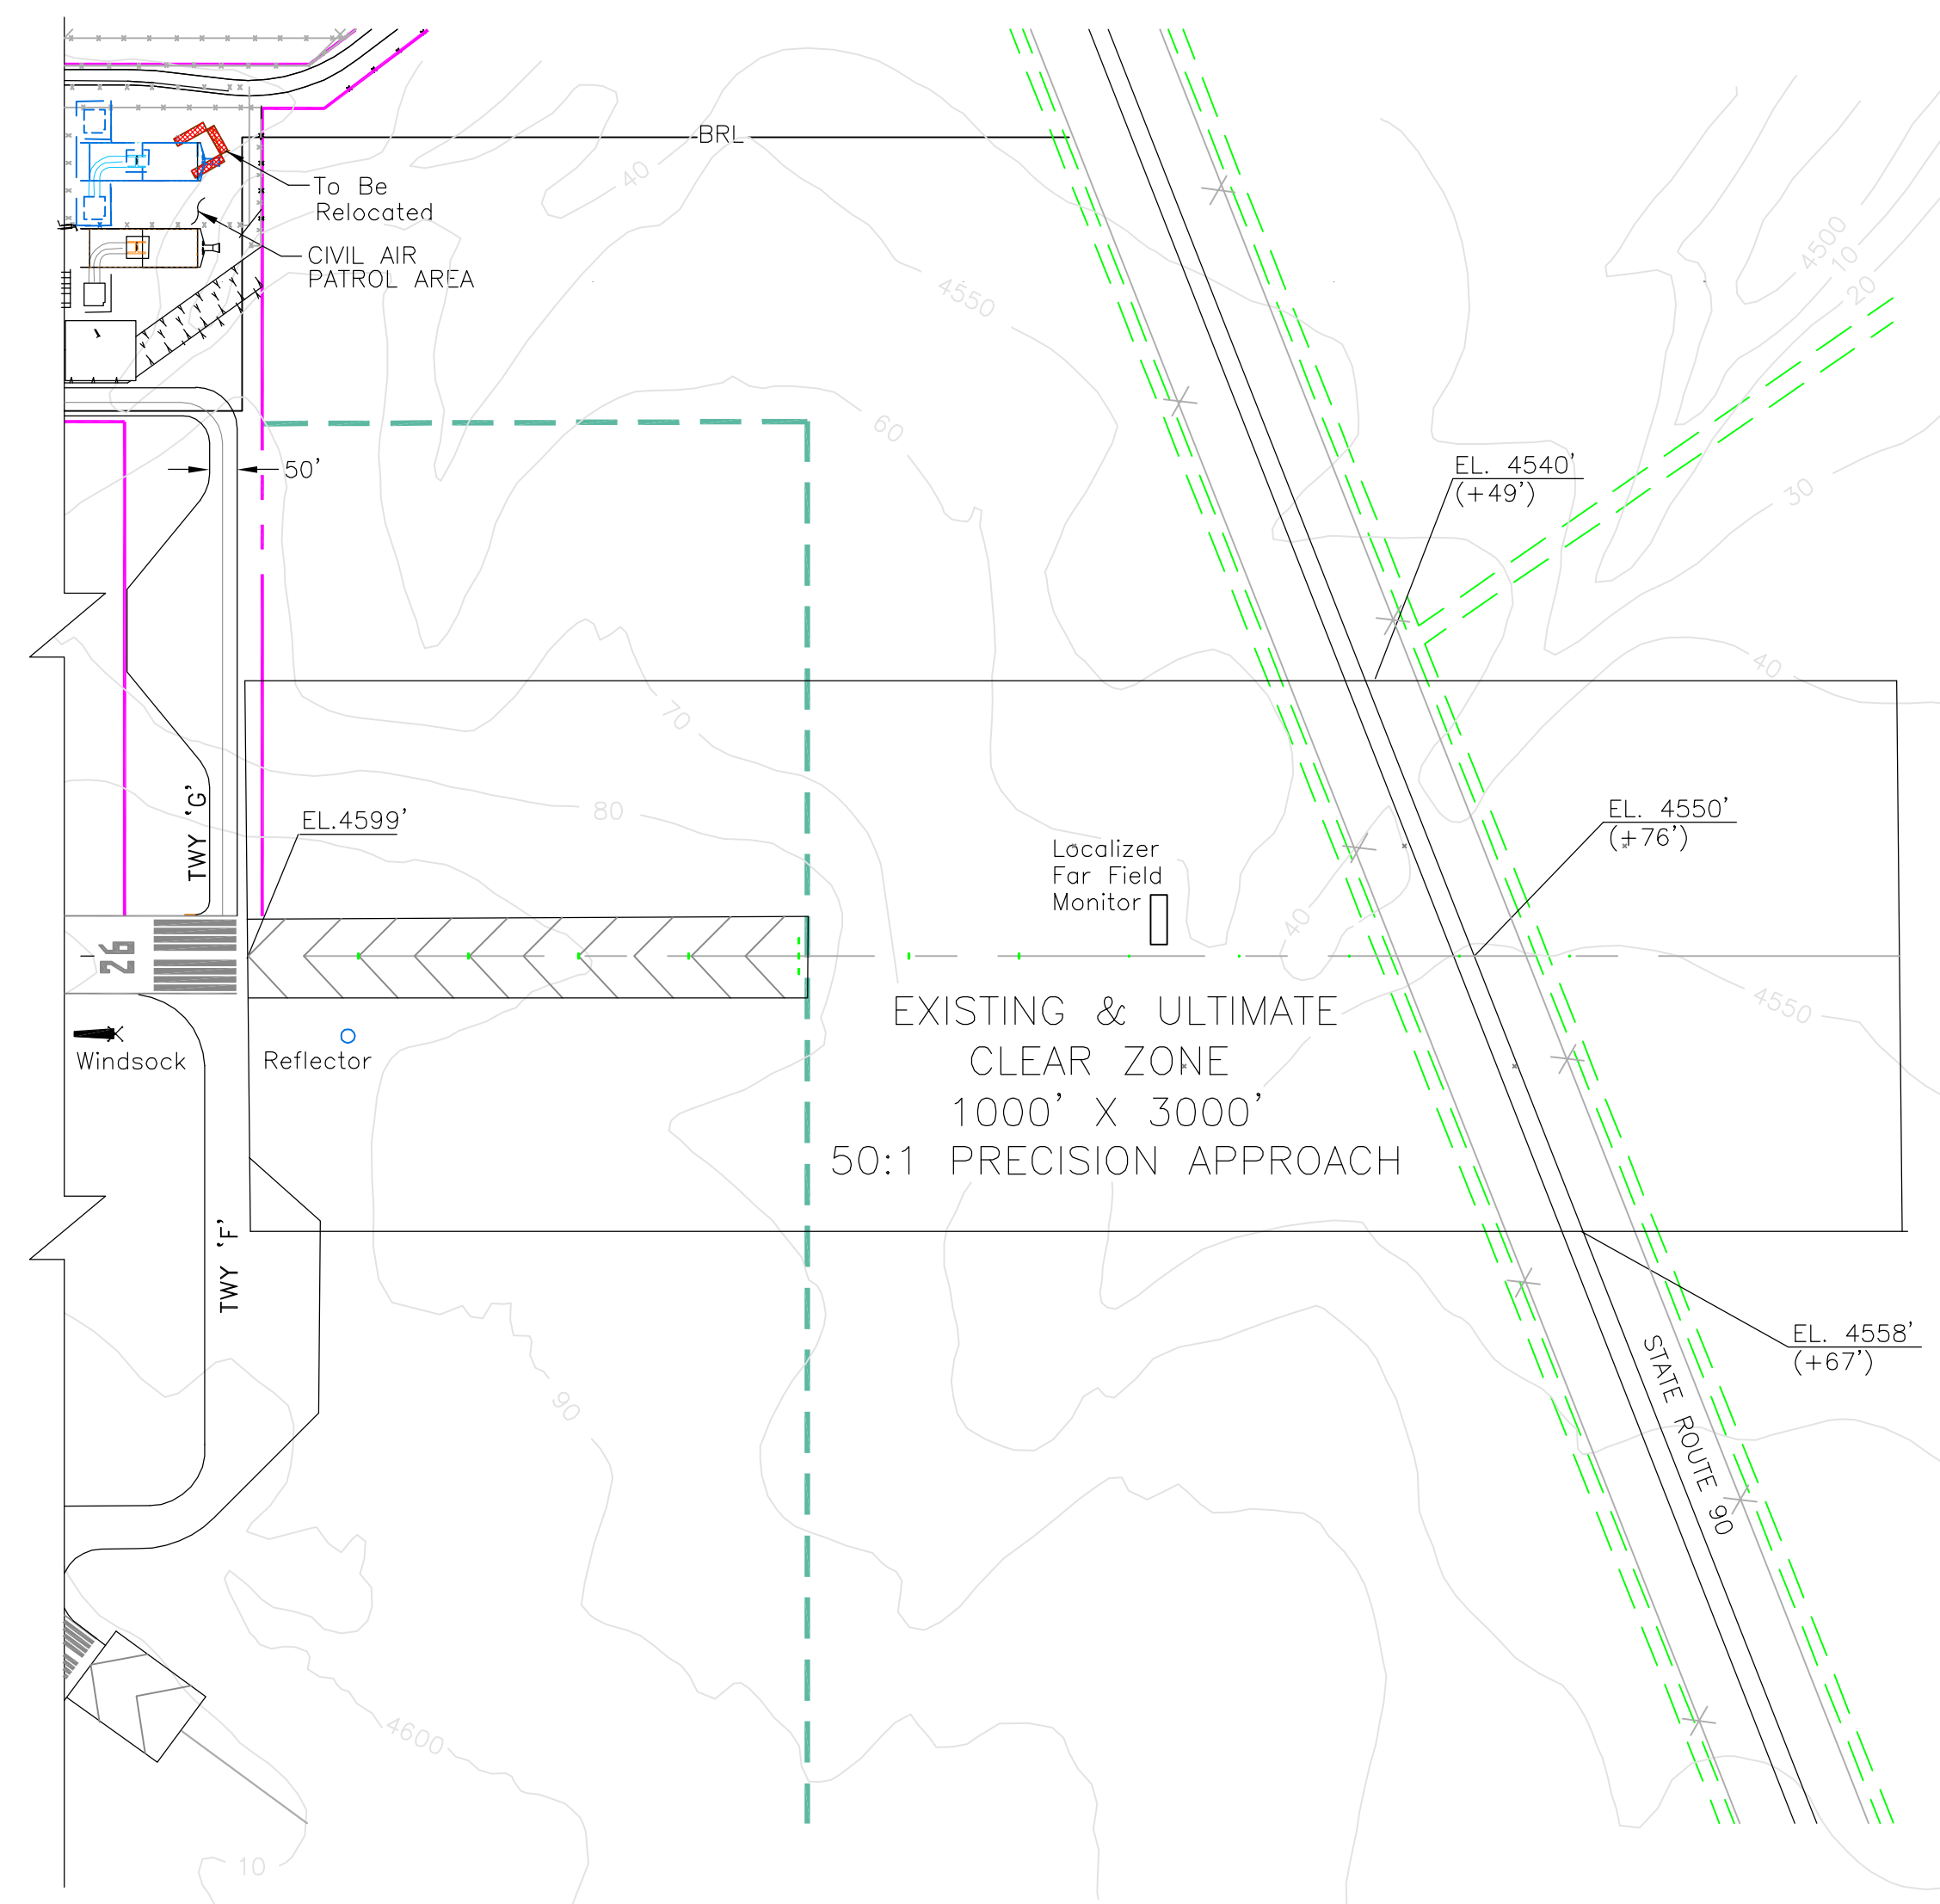 BRL
40
To Be
Relocated
CIVIL AIR
PATROL AREA
4550
4500
10
20
60
50'
EL. 4540'
(+49')
30
40
70
TWY 'G'
EL.4599'
80
EL. 4550'
(+76')
Localizer
Far Field
Monitor
40
26
Windsock
Reflector
EXISTING & ULTIMATE
CLEAR ZONE
1000' X 3000'
50:1 PRECISION APPROACH
4550
TWY 'F'
EL. 4558'
(+67')
STATE ROUTE 90
90
4600
10